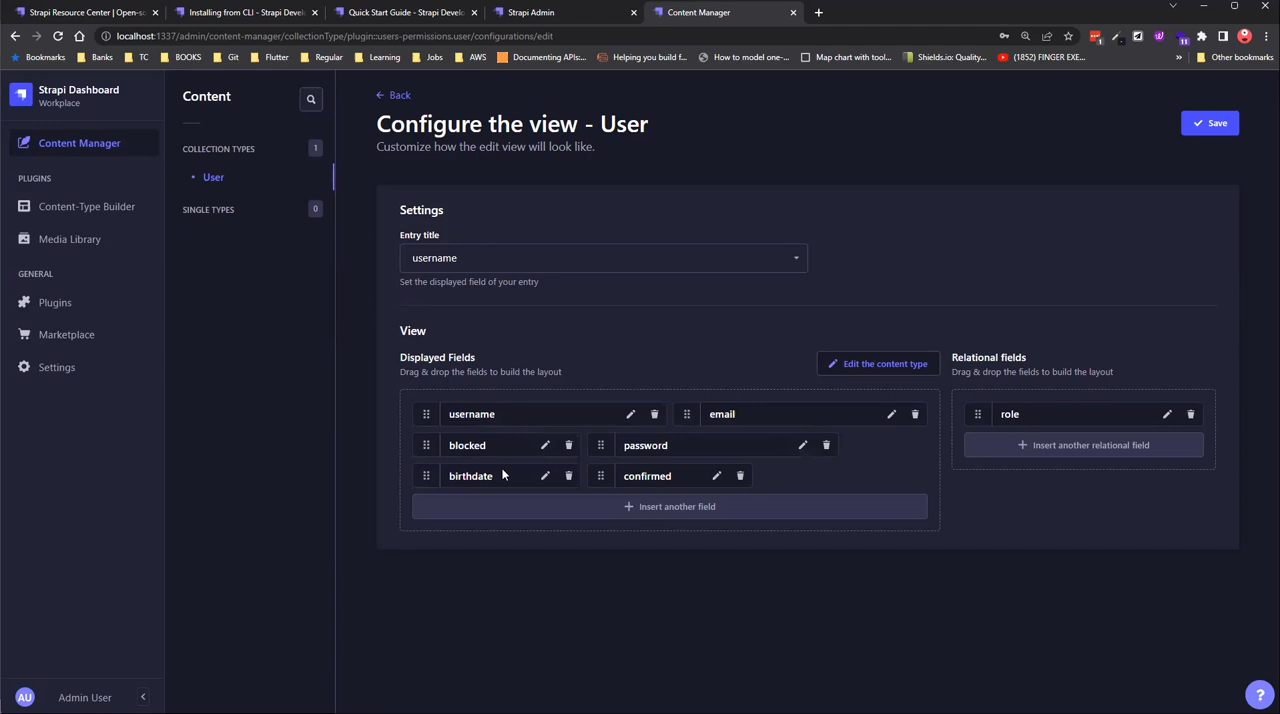 Strapi Resource Center | Open-so
Installing from CLI - Strapi Devel
Quick Start Guide - Strapi Develo
Strapi Admin
Content Manager
localhost:1337/admin/content-manager/collectionType/plugin::users-permissions.user/configurations/edit
Bookmarks
Banks
TC
BOOKS
Git
Flutter
Regular
Learning
Jobs
AWS
Documenting APIs:...
Helping you build f...
How to model one-...
Map chart with tool...
Shields.io: Quality...
(1852) FINGER EXE...
»
Other bookmarks
Strapi Dashboard
Workplace
Content Manager
PLUGINS
Content-Type Builder
Media Library
GENERAL
Plugins
Marketplace
Settings
AU
Admin User
Content
COLLECTION TYPES 1
User
SINGLE TYPES 0
Back
Configure the view - User
Customize how the edit view will look like.
Save
Settings
Entry title
username
Set the displayed field of your entry
View
Displayed Fields
Drag & drop the fields to build the layout
Edit the content type
username
email
blocked
password
birthdate
confirmed
Insert another field
Relational fields
Drag & drop the fields to build the layout
role
Insert another relational field
?